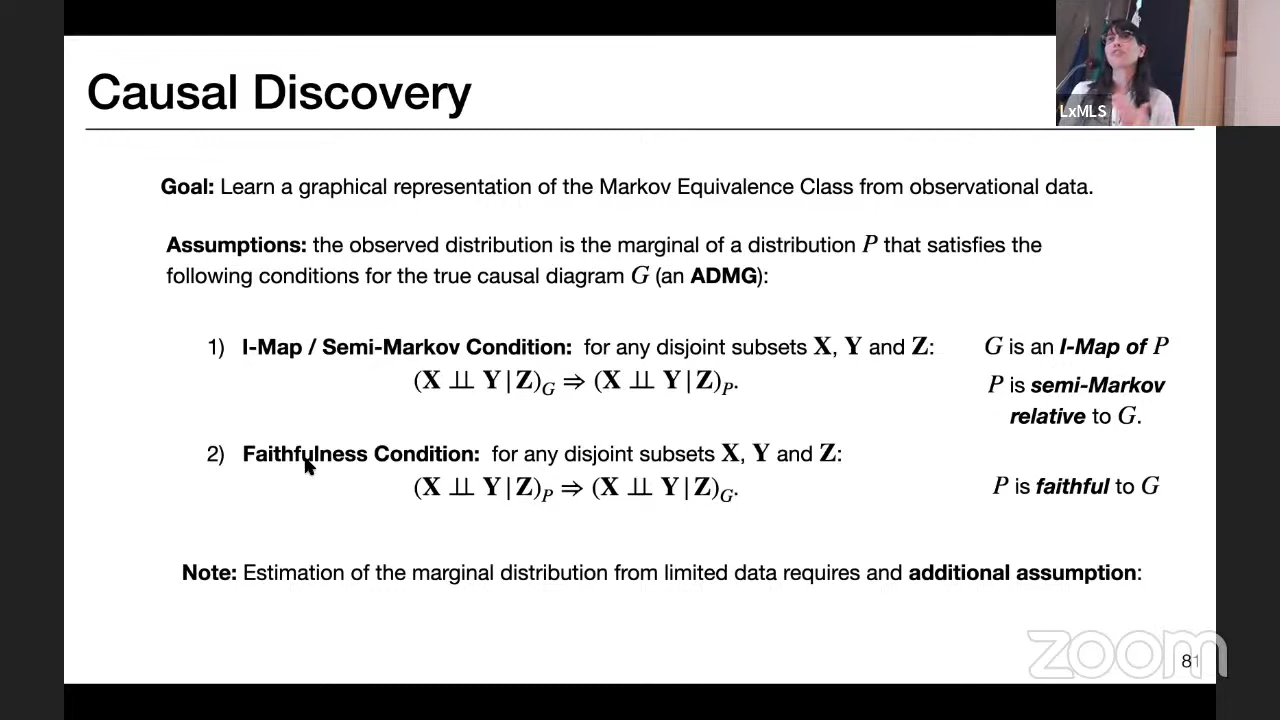 Causal Discovery
LxMLS
Goal: Learn a graphical representation of the Markov Equivalence Class from observational data.
Assumptions: the observed distribution is the marginal of a distribution P that satisfies the
following conditions for the true causal diagram G (an ADMG):
1) I-Map / Semi-Markov Condition: for any disjoint subsets X, Y and Z:
(X ⫫ Y | Z)_G ⇒ (X ⫫ Y | Z)_P.
G is an I-Map of P
P is semi-Markov
relative to G.
2) Faithfulness Condition: for any disjoint subsets X, Y and Z:
(X ⫫ Y | Z)_P ⇒ (X ⫫ Y | Z)_G.
P is faithful to G
Note: Estimation of the marginal distribution from limited data requires and additional assumption:
zoom
81